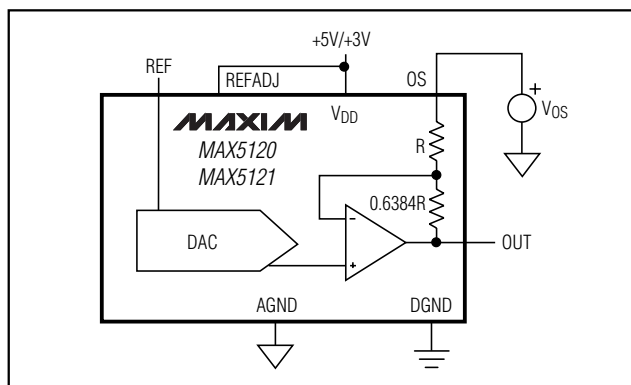 +5V/+3V
REF
REFADJ
OS
VDD
+
VOS
MAXIM
MAX5120
MAX5121
R
0.6384R
DAC
−
+
OUT
AGND
DGND